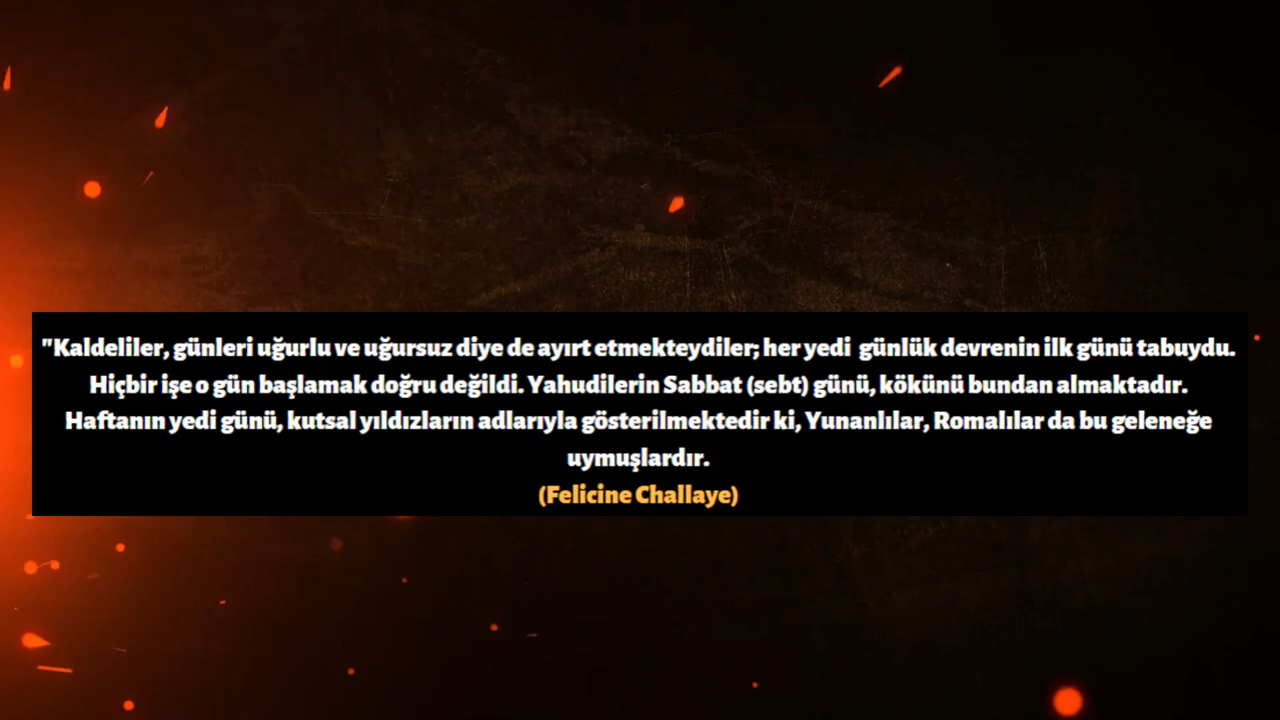 "Kaldeliler, günleri uğurlu ve uğursuz diye de ayırt etmekteydiler; her yedi  günlük devrenin ilk günü tabuydu.
Hiçbir işe o gün başlamak doğru değildi. Yahudilerin Sabbat (sebt) günü, kökünü bundan almaktadır.
Haftanın yedi günü, kutsal yıldızların adlarıyla gösterilmektedir ki, Yunanlılar, Romalılar da bu geleneğe
uymuşlardır.
(Felicine Challaye)